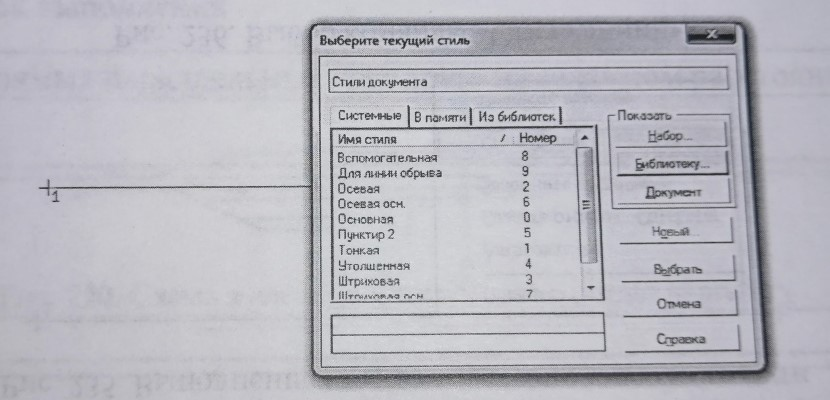 Выберите текущий стиль
Стили документа
Системные В памяти Из библиотек.
Имя стиля / Номер
Вспомогательная 8
Для линии обрыва 9
Осевая 2
Осевая осн. 6
Основная 0
Пунктир 2 5
Тонкая 1
Утолщенная 4
Штриховая 3
Штриховая осн. 7
Показать
Набор...
Библиотеку...
Документ
Новый
Выбрать
Отмена
Справка
1